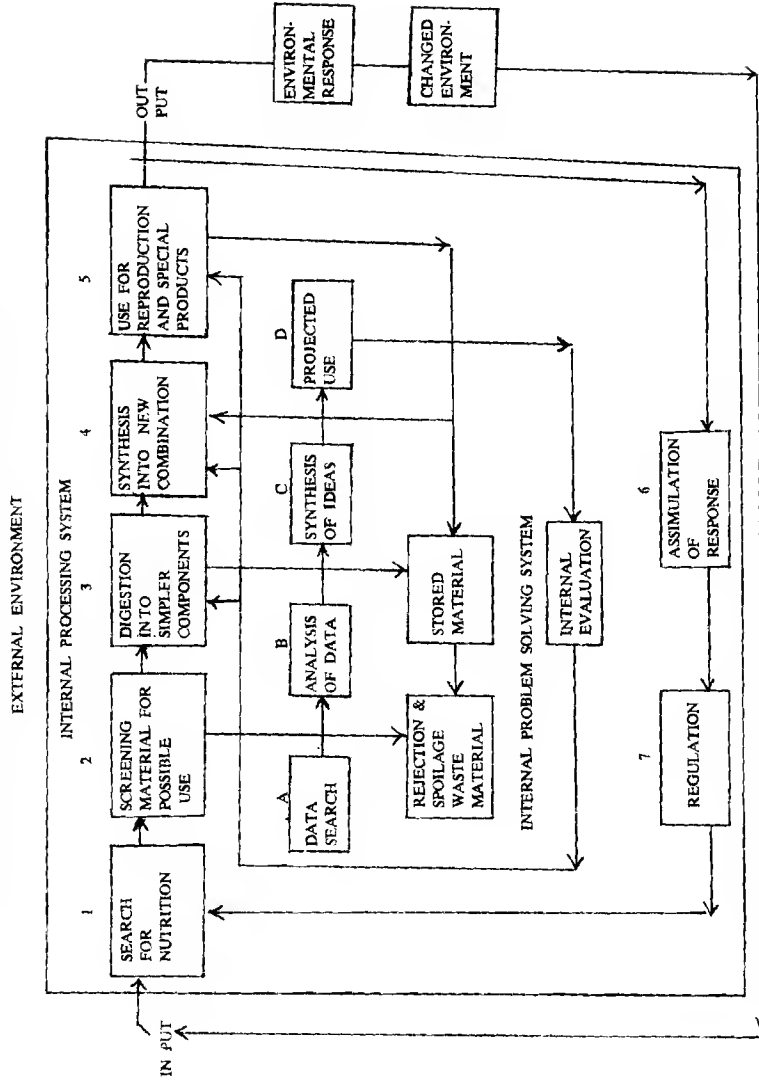 EXTERNAL ENVIRONMENT
INTERNAL PROCESSING SYSTEM
1
2
3
4
5
IN PUT
SEARCH
FOR
NUTRITION
SCREENING
MATERIAL FOR
POSSIBLE
USE
DIGESTION
INTO
SIMPLER
COMPONENTS
SYNTHESIS
INTO NEW
COMBINATION
USE FOR
REPRODUCTION
AND SPECIAL
PRODUCTS
OUT
PUT
ENVIRON-
MENTAL
RESPONSE
CHANGED
ENVIRON-
MENT
A
DATA
SEARCH
B
ANALYSIS
OF DATA
C
SYNTHESIS
OF IDEAS
D
PROJECTED
USE
REJECTION &
SPOILAGE
WASTE
MATERIAL
STORED
MATERIAL
INTERNAL PROBLEM SOLVING SYSTEM
INTERNAL
EVALUATION
7
REGULATION
6
ASSIMULATION
OF
RESPONSE